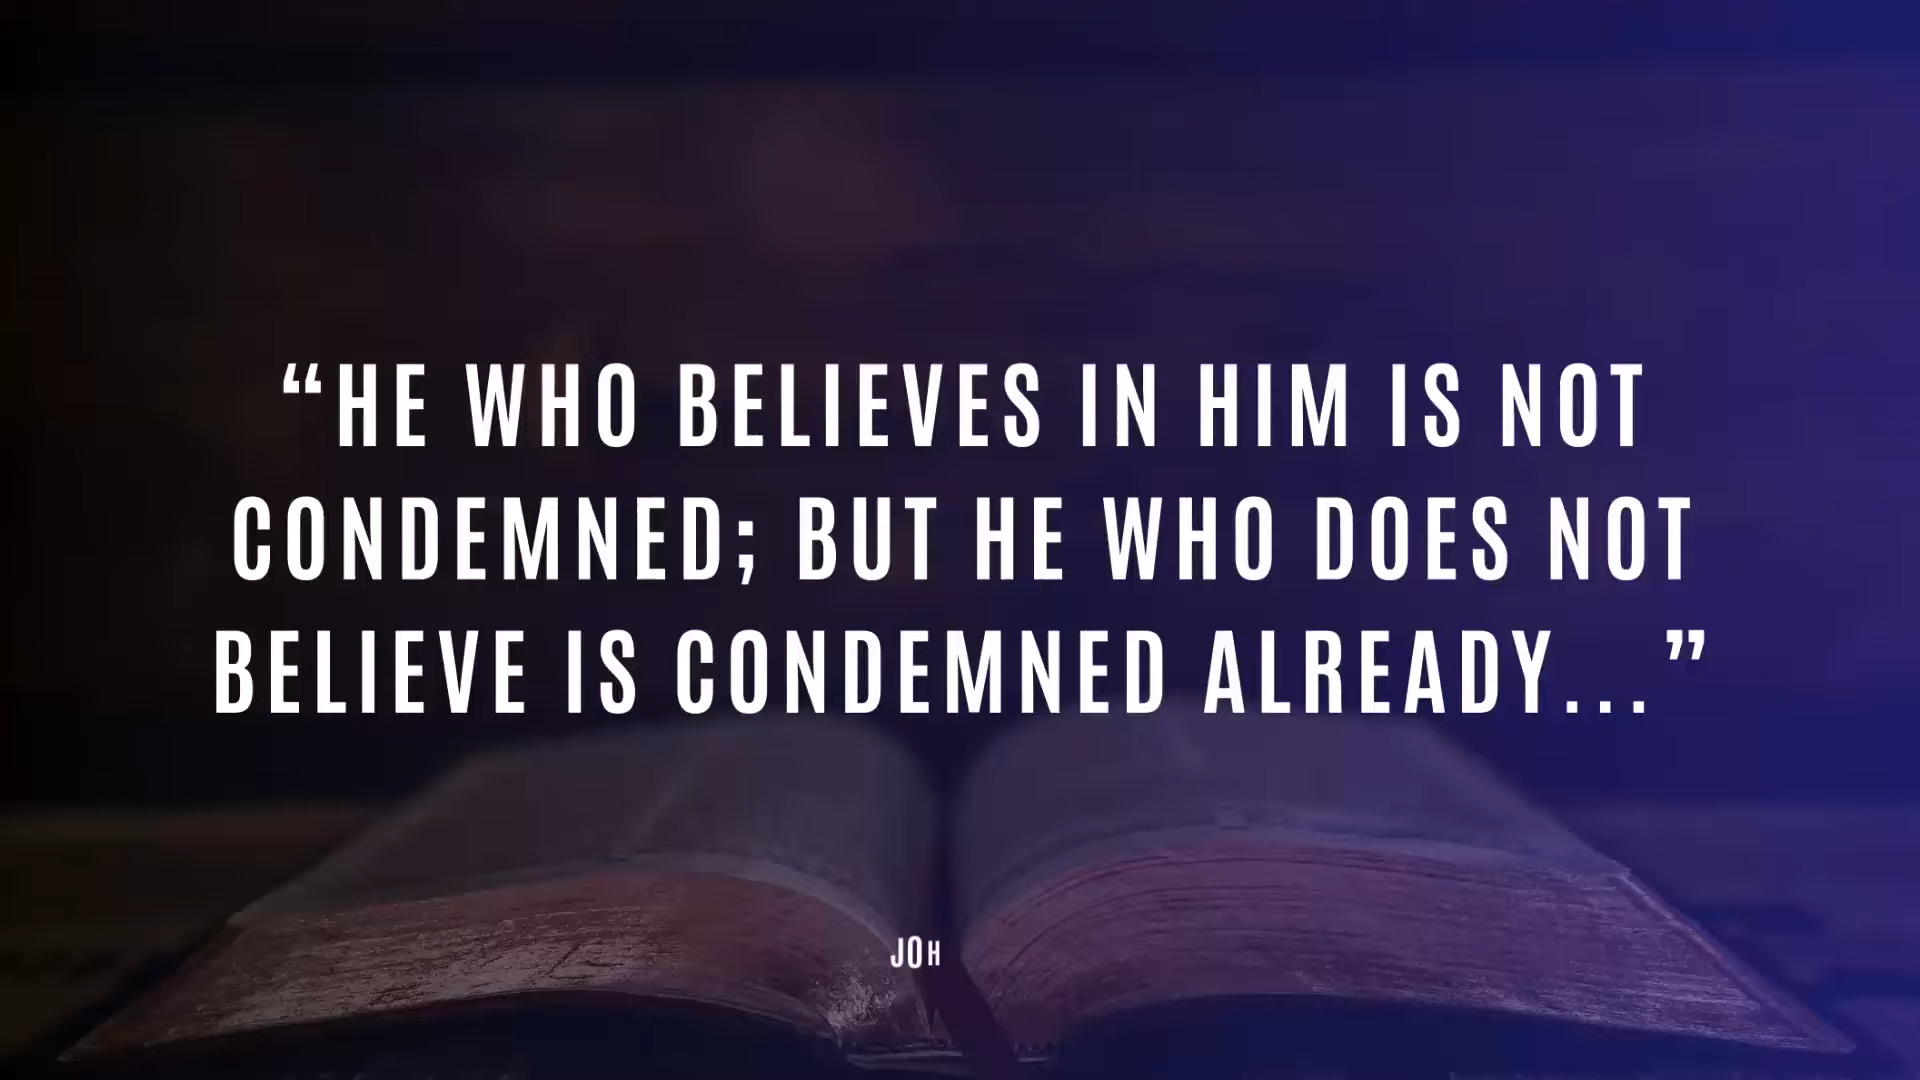 “HE WHO BELIEVES IN HIM IS NOT
CONDEMNED; BUT HE WHO DOES NOT
BELIEVE IS CONDEMNED ALREADY...”
JOH